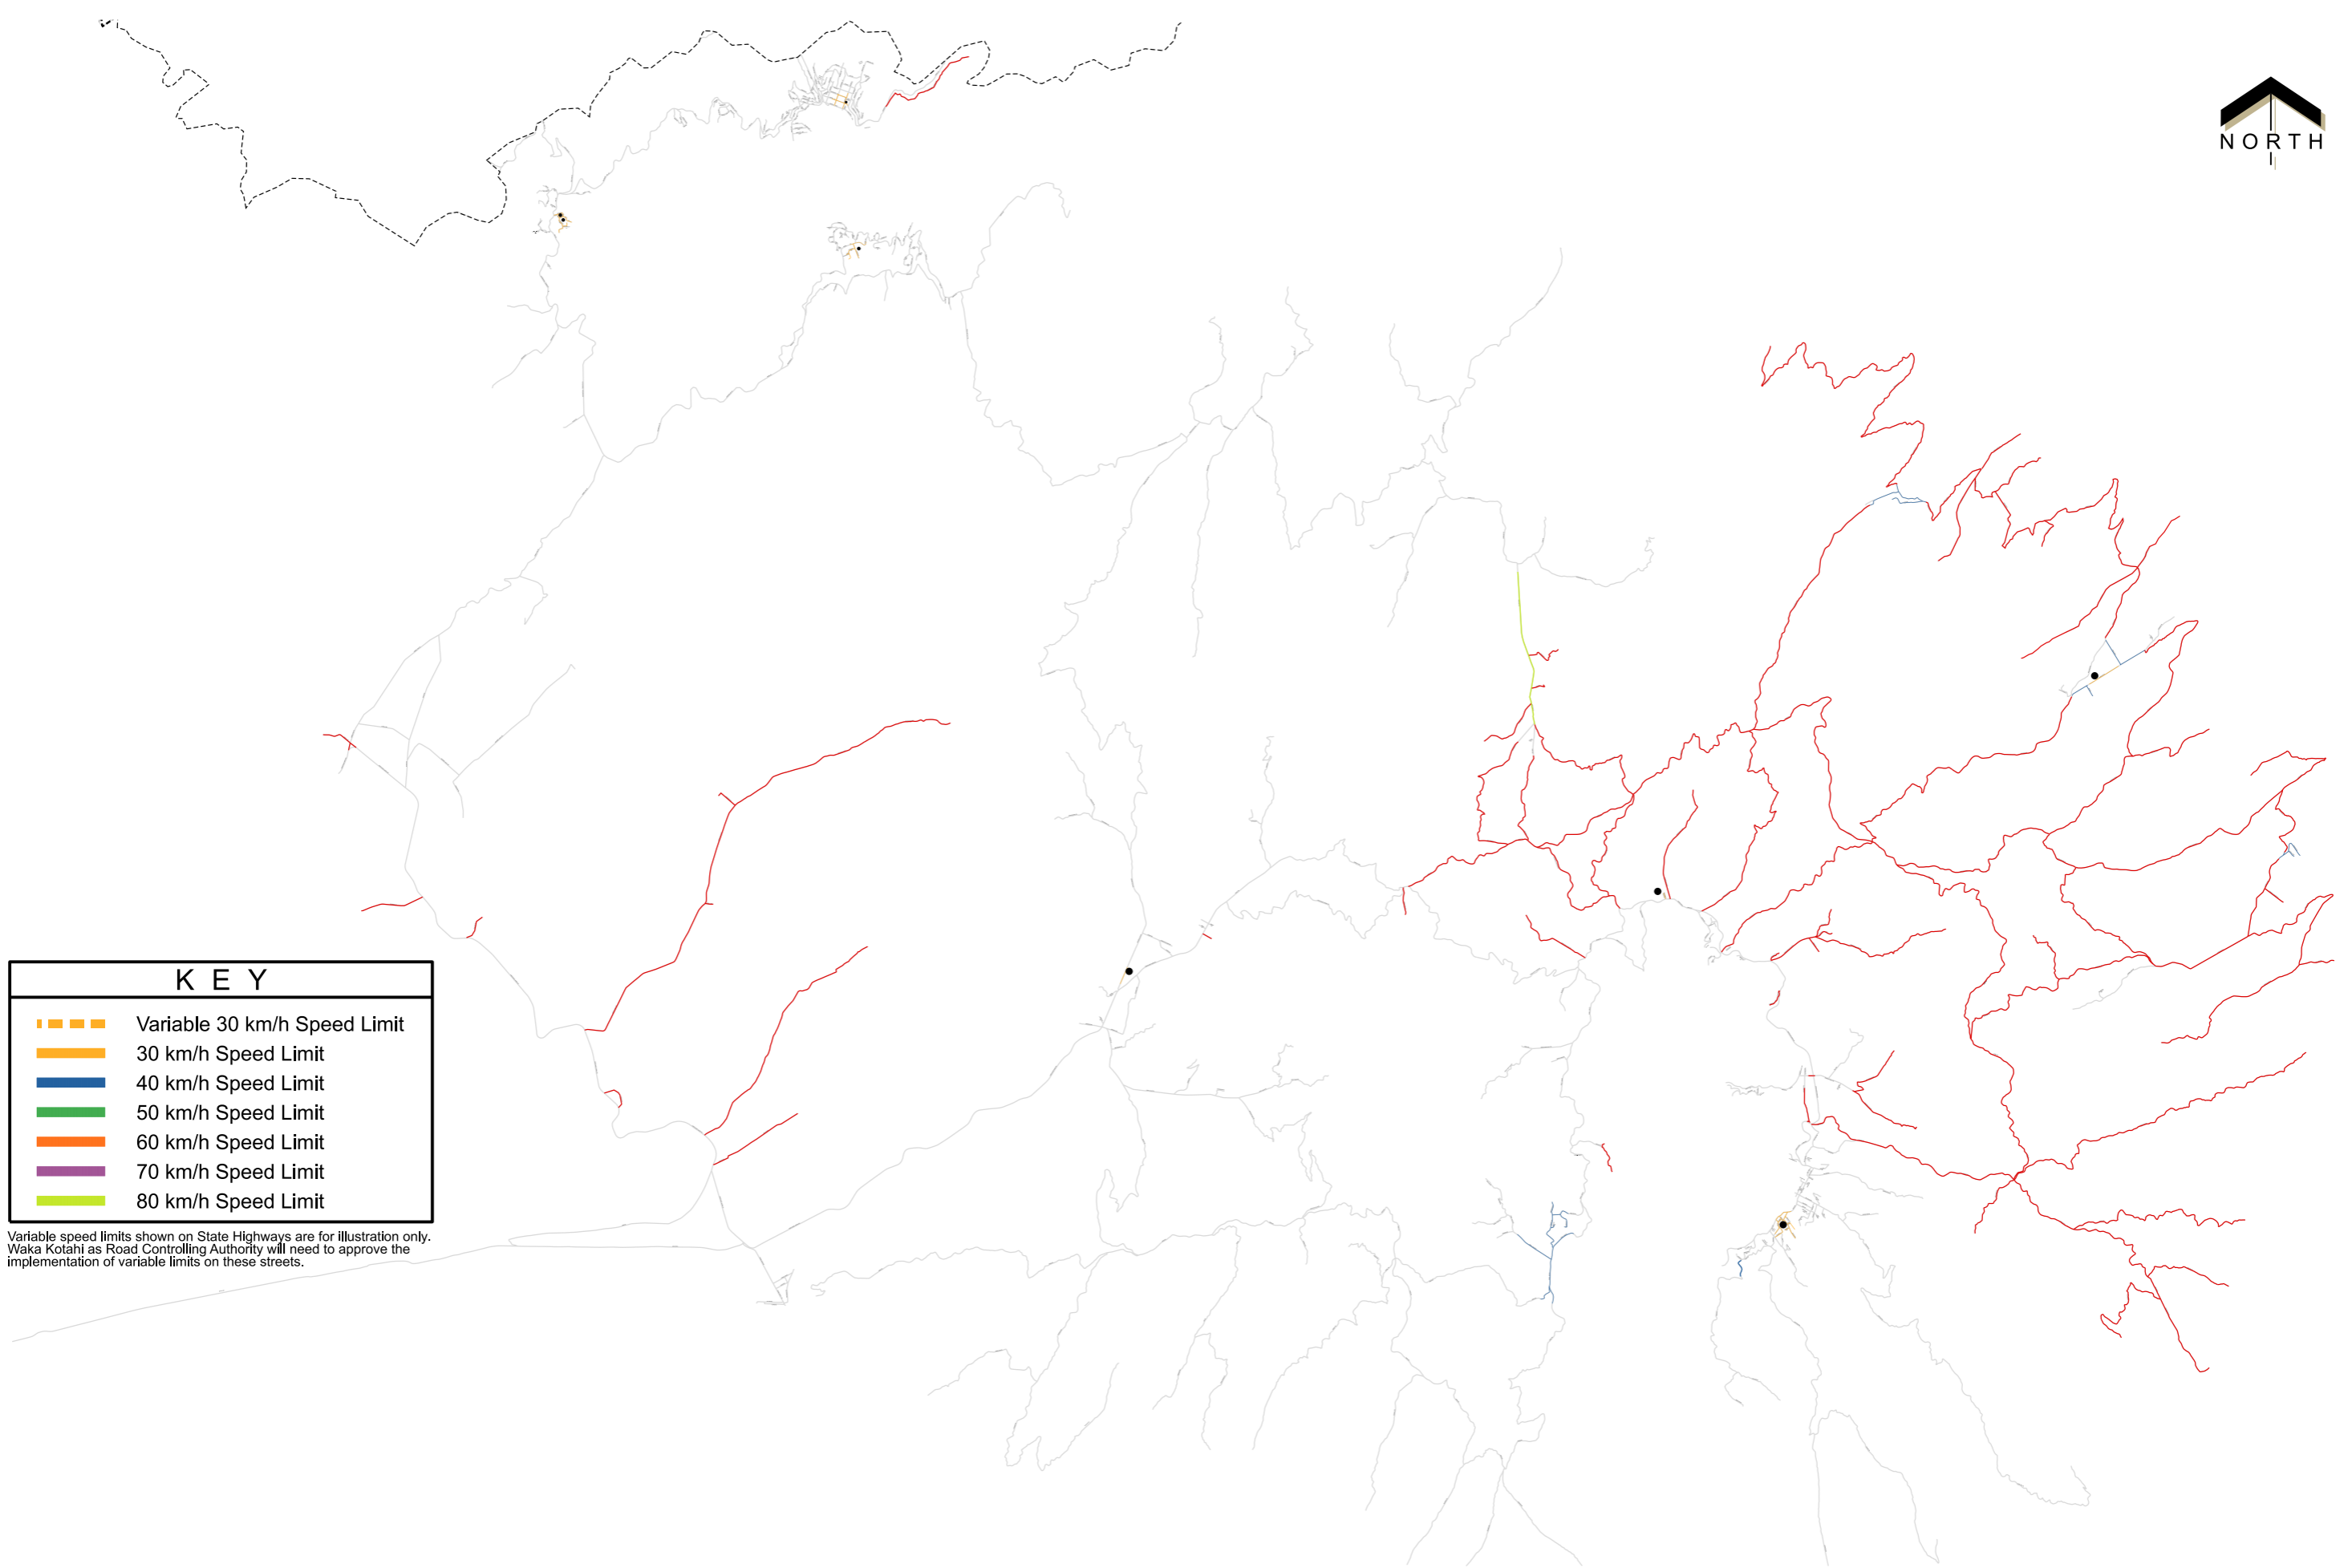 NORTH
KEY
Variable 30 km/h Speed Limit
30 km/h Speed Limit
40 km/h Speed Limit
50 km/h Speed Limit
60 km/h Speed Limit
70 km/h Speed Limit
80 km/h Speed Limit
Variable speed limits shown on State Highways are for illustration only.
Waka Kotahi as Road Controlling Authority will need to approve the
implementation of variable limits on these streets.